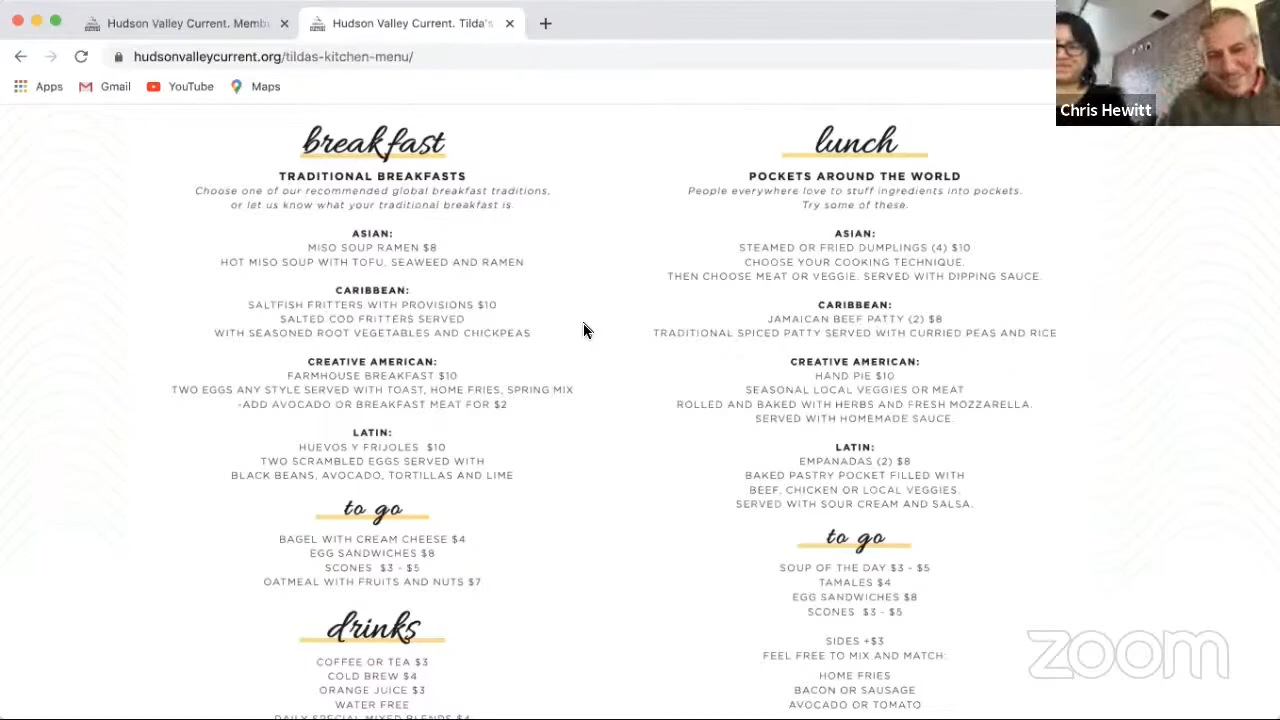 Hudson Valley Current. Memb
Hudson Valley Current. Tilda's
hudsonvalleycurrent.org/tildas-kitchen-menu/
Apps
Gmail
YouTube
Maps
Chris Hewitt
breakfast
TRADITIONAL BREAKFASTS
Choose one of our recommended global breakfast traditions,
or let us know what your traditional breakfast is.
ASIAN:
MISO SOUP RAMEN $8
HOT MISO SOUP WITH TOFU, SEAWEED AND RAMEN
CARIBBEAN:
SALTFISH FRITTERS WITH PROVISIONS $10
SALTED COD FRITTERS SERVED
WITH SEASONED ROOT VEGETABLES AND CHICKPEAS
CREATIVE AMERICAN:
FARMHOUSE BREAKFAST $10
TWO EGGS ANY STYLE SERVED WITH TOAST, HOME FRIES, SPRING MIX
-ADD AVOCADO OR BREAKFAST MEAT FOR $2
LATIN:
HUEVOS Y FRIJOLES $10
TWO SCRAMBLED EGGS SERVED WITH
BLACK BEANS, AVOCADO, TORTILLAS AND LIME
to go
BAGEL WITH CREAM CHEESE $4
EGG SANDWICHES $8
SCONES $3 - $5
OATMEAL WITH FRUITS AND NUTS $7
drinks
COFFEE OR TEA $3
COLD BREW $4
ORANGE JUICE $3
WATER FREE
DAILY SPECIAL MIXED BLENDS $4
lunch
POCKETS AROUND THE WORLD
People everywhere love to stuff ingredients into pockets.
Try some of these.
ASIAN:
STEAMED OR FRIED DUMPLINGS (4) $10
CHOOSE YOUR COOKING TECHNIQUE.
THEN CHOOSE MEAT OR VEGGIE. SERVED WITH DIPPING SAUCE.
CARIBBEAN:
JAMAICAN BEEF PATTY (2) $8
TRADITIONAL SPICED PATTY SERVED WITH CURRIED PEAS AND RICE
CREATIVE AMERICAN:
HAND PIE $10
SEASONAL LOCAL VEGGIES OR MEAT
ROLLED AND BAKED WITH HERBS AND FRESH MOZZARELLA.
SERVED WITH HOMEMADE SAUCE.
LATIN:
EMPANADAS (2) $8
BAKED PASTRY POCKET FILLED WITH
BEEF, CHICKEN OR LOCAL VEGGIES.
SERVED WITH SOUR CREAM AND SALSA.
to go
SOUP OF THE DAY $3 - $5
TAMALES $4
EGG SANDWICHES $8
SCONES $3 - $5
SIDES +$3
FEEL FREE TO MIX AND MATCH:
HOME FRIES
BACON OR SAUSAGE
AVOCADO OR TOMATO
zoom